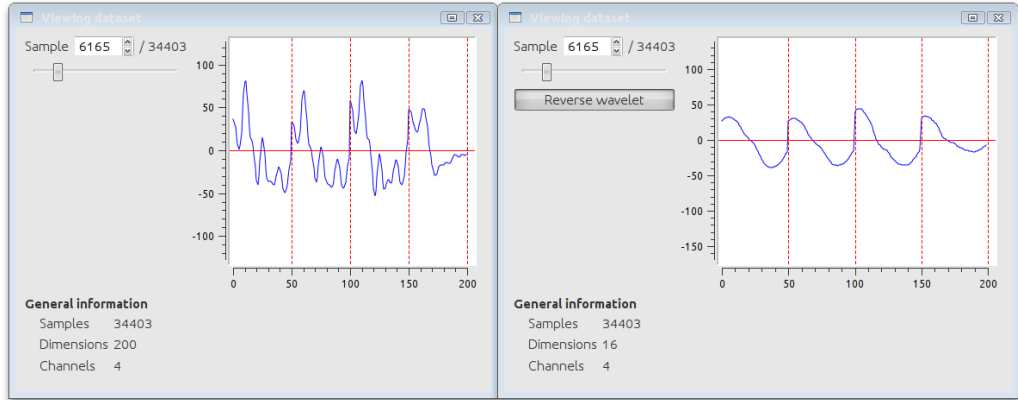 Viewing dataset
Sample 6165 / 34403
100
50
0
-50
-100
0 50 100 150 200
General information
Samples 34403
Dimensions 200
Channels 4
Viewing dataset
Sample 6165 / 34403
Reverse wavelet
100
50
0
-50
-100
-150
0 50 100 150 200
General information
Samples 34403
Dimensions 16
Channels 4